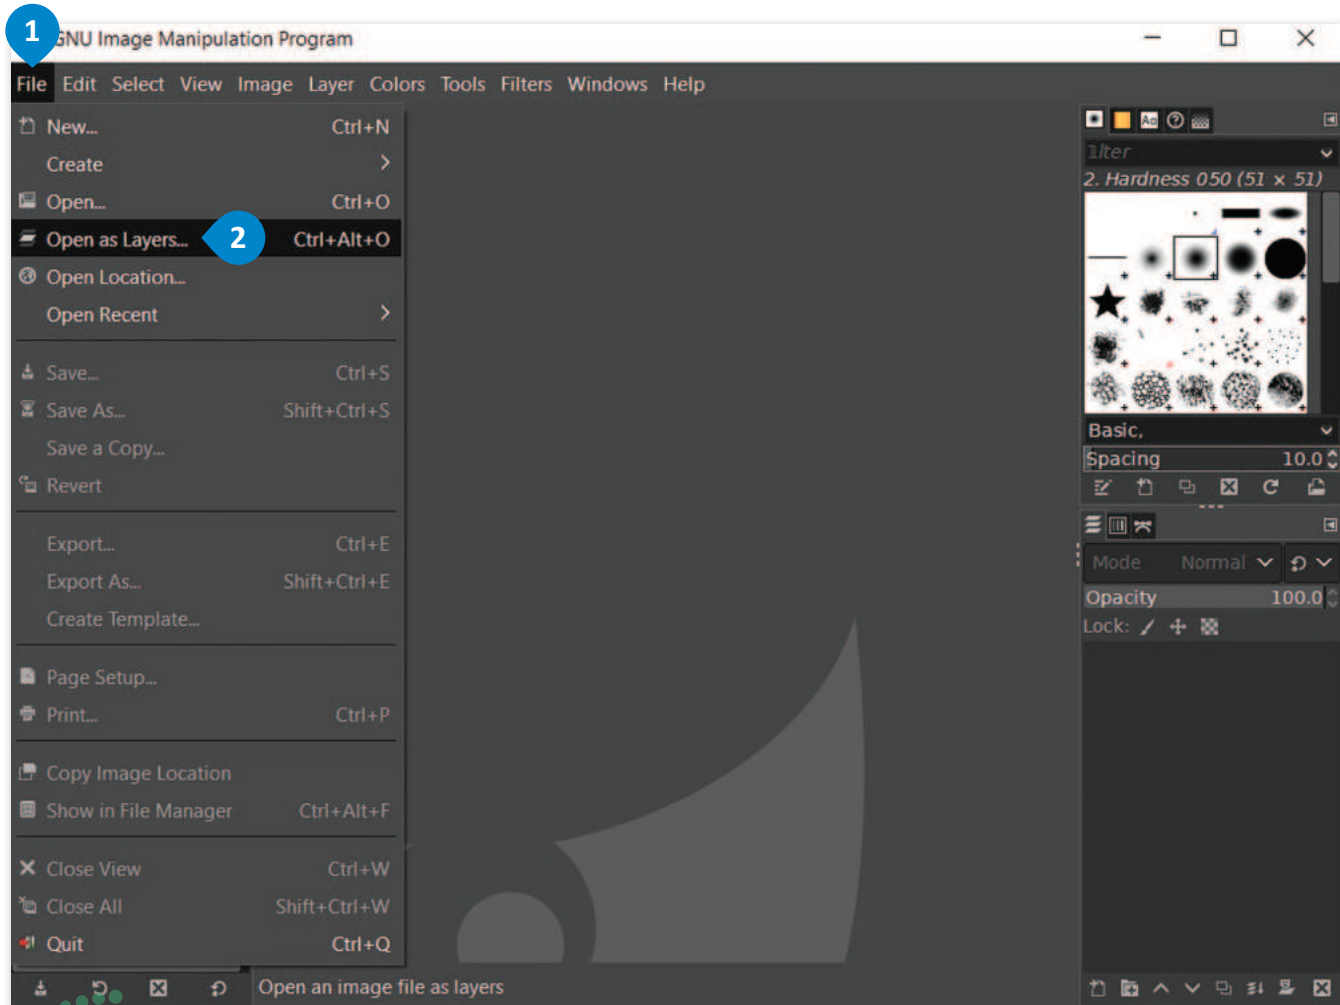 1
GNU Image Manipulation Program
File Edit Select View Image Layer Colors Tools Filters Windows Help
New... Ctrl+N
Create
Open... Ctrl+O
Open as Layers... 2 Ctrl+Alt+O
Open Location...
Open Recent
Save... Ctrl+S
Save As... Shift+Ctrl+S
Save a Copy...
Revert
Export... Ctrl+E
Export As... Shift+Ctrl+E
Create Template...
Page Setup...
Print... Ctrl+P
Copy Image Location
Show in File Manager Ctrl+Alt+F
Close View Ctrl+W
Close All Shift+Ctrl+W
Quit Ctrl+Q
Open an image file as layers
Aa
2. Hardness 050 (51 × 51)
Basic,
Spacing 10.0
Mode Normal
Opacity 100.0
Lock: